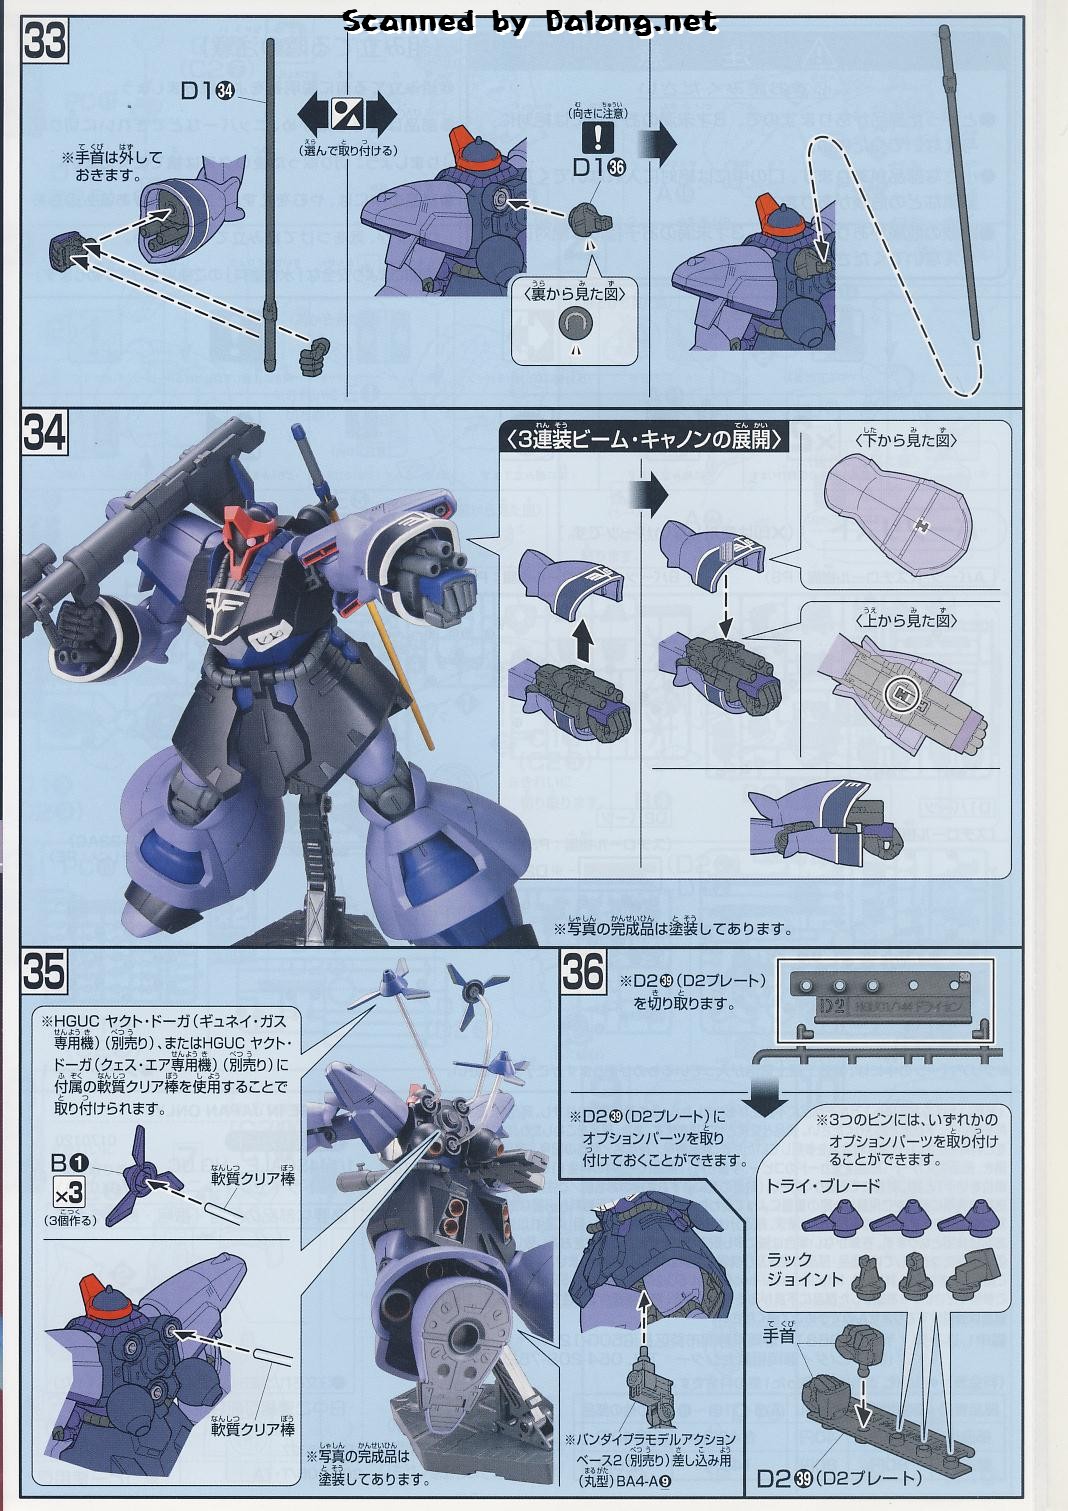 Scanned by Dalong.net
33
D1㉞
※手首は外して
おきます。
(選んで取り付ける)
(向きに注意)
D1㊱
〈裏から見た図〉
34
〈3連装ビーム・キャノンの展開〉
〈下から見た図〉
〈上から見た図〉
※写真の完成品は塗装してあります。
35
※HGUC ヤクト・ドーガ(ギュネイ・ガス
専用機)(別売り)、またはHGUC ヤクト・
ドーガ(クェス・エア専用機)(別売り)に
付属の軟質クリア棒を使用することで
取り付けられます。
B❶
×3
(3個作る)
軟質クリア棒
軟質クリア棒
※写真の完成品は
塗装してあります。
36
※D2㊴(D2プレート)
を切り取ります。
D2
HGUC1/144 ドライセン
※D2㊴(D2プレート)に
オプションパーツを取り
付けておくことができます。
※3つのピンには、いずれかの
オプションパーツを取り付け
ることができます。
トライ・ブレード
ラック
ジョイント
手首
※バンダイプラモデルアクション
ベース2(別売り)差し込み用
(丸型)BA4-A❾
D2㊴(D2プレート)